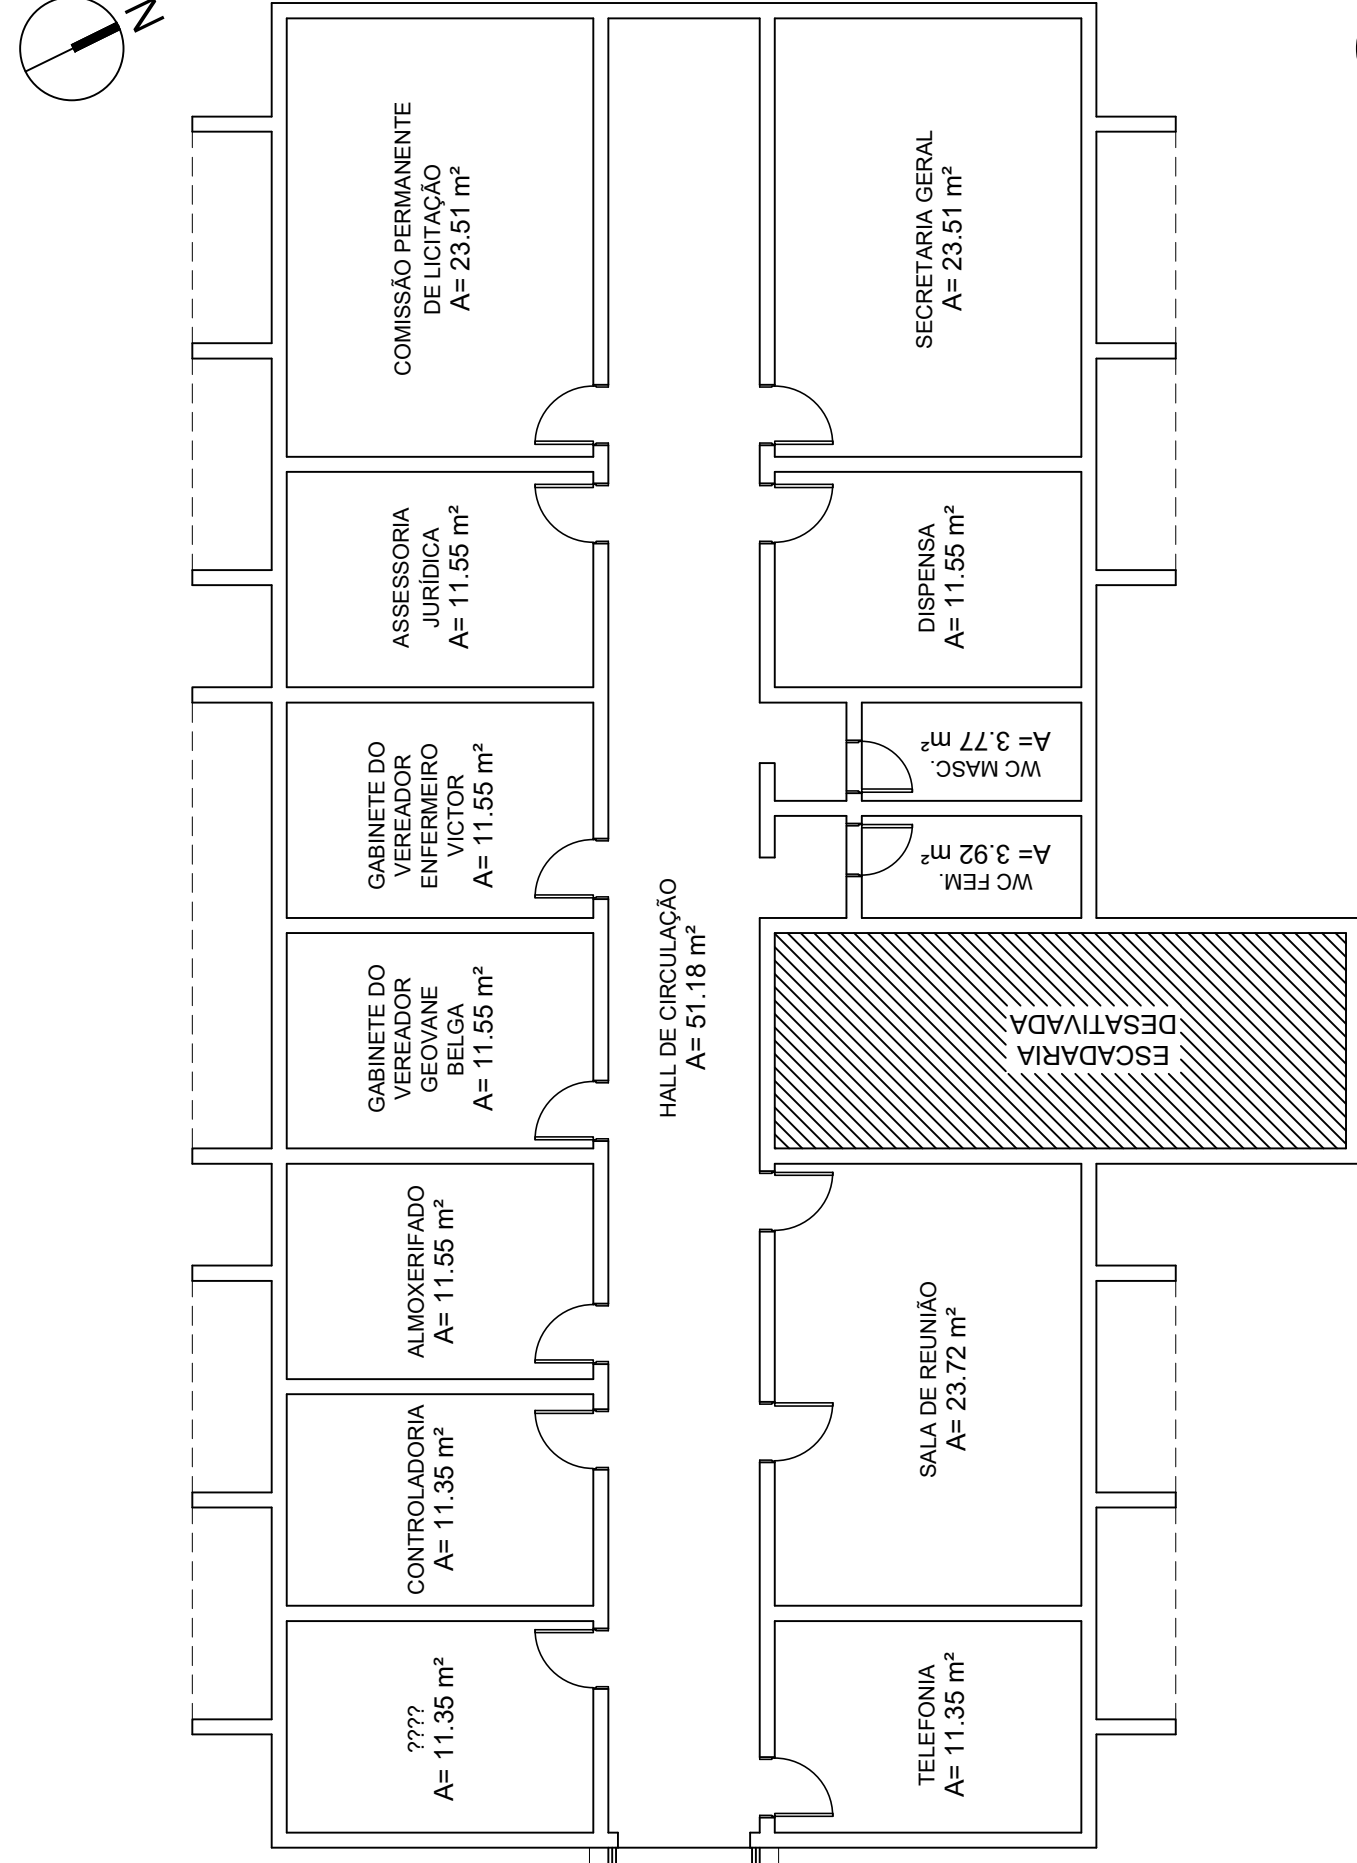 N
COMISSÃO PERMANENTE
DE LICITAÇÃO
A= 23.51 m²
SECRETARIA GERAL
A= 23.51 m²
ASSESSORIA
JURÍDICA
A= 11.55 m²
DISPENSA
A= 11.55 m²
GABINETE DO
VEREADOR
ENFERMEIRO
VICTOR
A= 11.55 m²
WC MASC.
A= 3.77 m²
WC FEM.
A= 3.92 m²
HALL DE CIRCULAÇÃO
A= 51.18 m²
GABINETE DO
VEREADOR
GEOVANE
BELGA
A= 11.55 m²
ESCADARIA
DESATIVADA
ALMOXERIFADO
A= 11.55 m²
SALA DE REUNIÃO
A= 23.72 m²
CONTROLADORIA
A= 11.35 m²
????
A= 11.35 m²
TELEFONIA
A= 11.35 m²